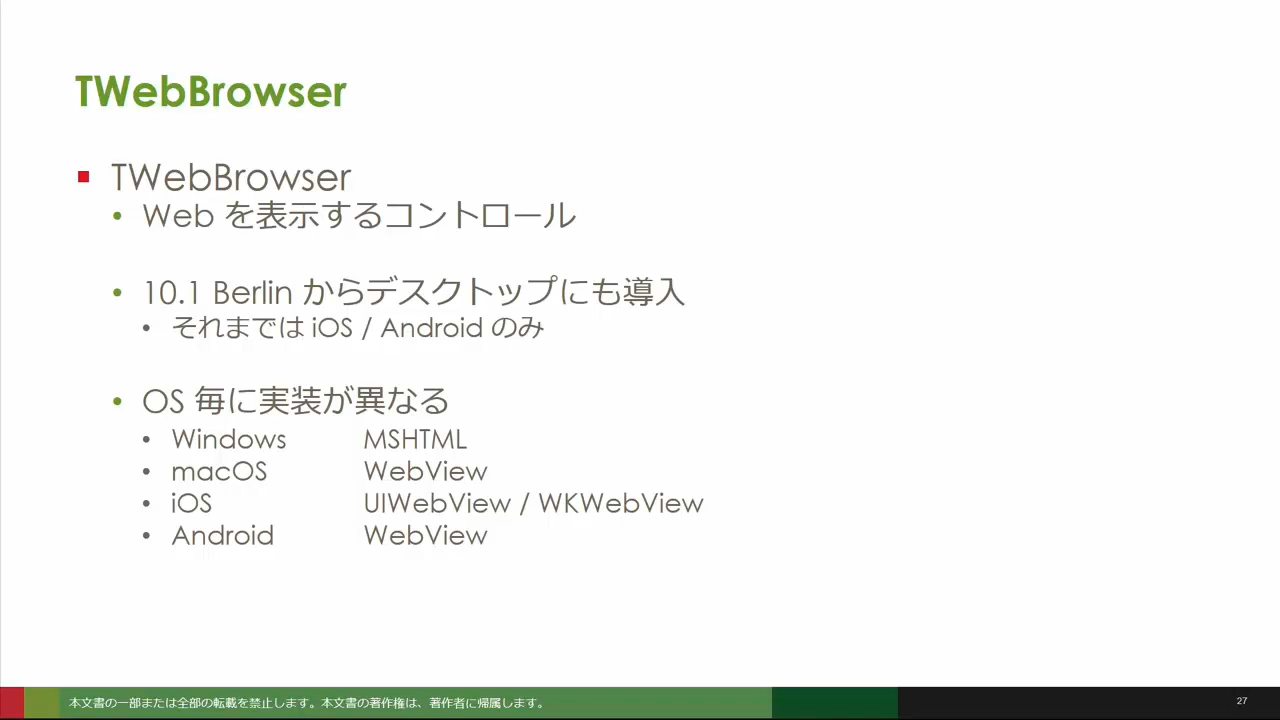 TWebBrowser
TWebBrowser
Web を表示するコントロール
10.1 Berlin からデスクトップにも導入
それまでは iOS / Android のみ
OS 毎に実装が異なる
Windows MSHTML
macOS WebView
iOS UIWebView / WKWebView
Android WebView
本文書の一部または全部の転載を禁止します。本文書の著作権は、著作者に帰属します。
27